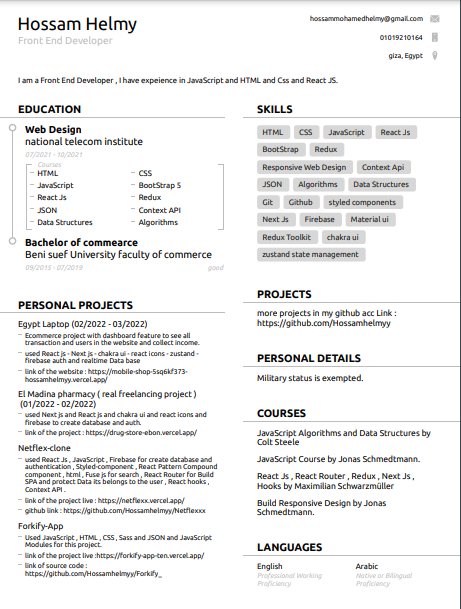 Hossam Helmy
Front End Developer
hossammohamedhelmy@gmail.com
01019210164
giza, Egypt
I am a Front End Developer , I have expeience in JavaScript and HTML and Css and React JS.
EDUCATION
Web Design
national telecom institute
07/2021 - 10/2021
Courses
HTML
CSS
JavaScript
BootStrap 5
React Js
Redux
JSON
Context API
Data Structures
Algorithms
Bachelor of commearce
Beni suef University faculty of commerce
09/2015 - 07/2019
good
PERSONAL PROJECTS
Egypt Laptop (02/2022 - 03/2022)
Ecommerce project with dashboard feature to see all
transaction and users in the website and collect income.
used React js - Next js - chakra ui - react icons - zustand -
firebase auth and realtime Data base
link of the website : https://mobile-shop-5sq6kf373-
hossamhelmyy.vercel.app/
El Madina pharmacy ( real freelancing project )
(01/2022 - 02/2022)
used Next js and React js and chakra ui and react icons and
firebase to create database and auth.
link of the project : https://drug-store-ebon.vercel.app/
Netflex-clone
used React Js , JavaScript , Firebase for create database and
authentication , Styled-component , React Pattern Compound
component , html , Fuse js for search , React Router for Build
SPA and protect Data its belongs to the user , React hooks ,
Context API .
link of the project live : https://netflexx.vercel.app/
github link : https://github.com/Hossamhelmyy/Netflexxx
Forkify-App
Used JavaScript , HTML , CSS , Sass and JSON and JavaScript
Modules for this project.
link of the project live :https://forkify-app-ten.vercel.app/
link of source code :
https://github.com/Hossamhelmyy/Forkify_
SKILLS
HTML CSS JavaScript React Js
BootStrap Redux
Responsive Web Design Context Api
JSON Algorithms Data Structures
Git Github styled components
Next Js Firebase Material ui
Redux Toolkit chakra ui
zustand state management
PROJECTS
more projects in my github acc Link :
https://github.com/Hossamhelmyy
PERSONAL DETAILS
Military status is exempted.
COURSES
JavaScript Algorithms and Data Structures by
Colt Steele
JavaScript Course by Jonas Schmedtmann.
React Js , React Router , Redux , Next Js ,
Hooks by Maximilian Schwarzmüller
Build Responsive Design by Jonas
Schmedtmann.
LANGUAGES
English
Professional Working
Proficiency
Arabic
Native or Bilingual
Proficiency